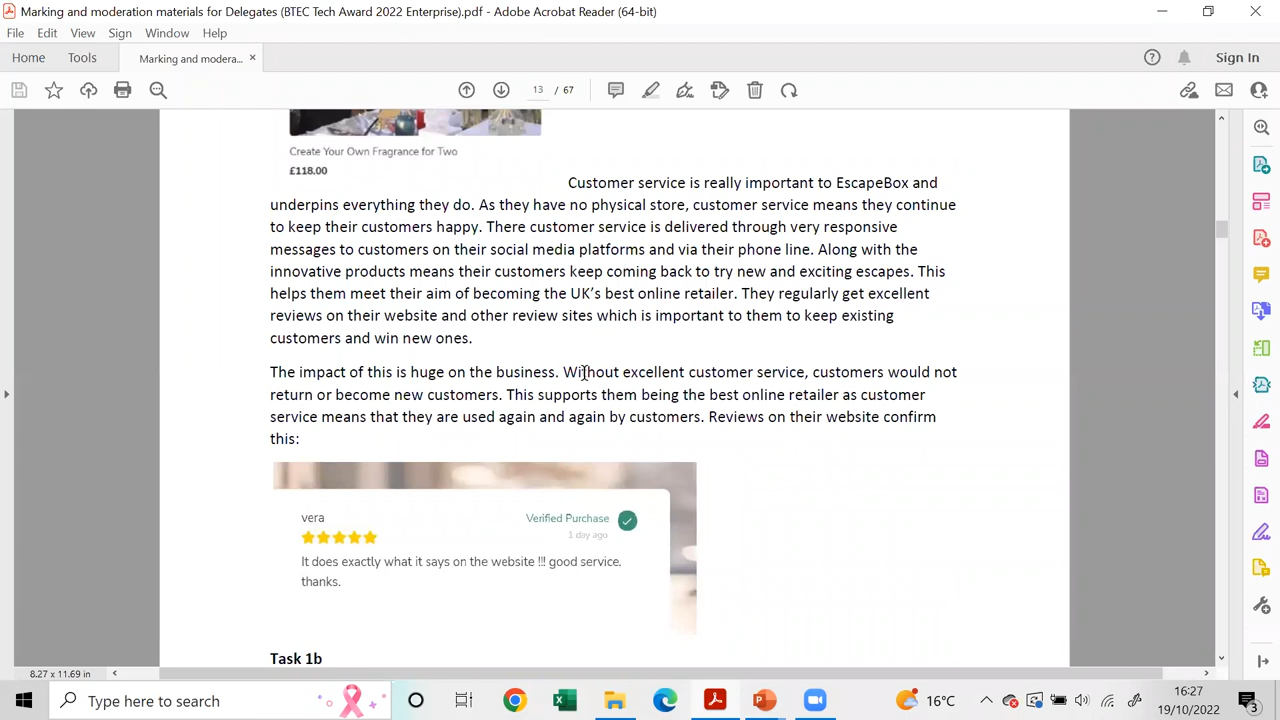 Marking and moderation materials for Delegates (BTEC Tech Award 2022 Enterprise).pdf - Adobe Acrobat Reader (64-bit)
File Edit View Sign Window Help
Home Tools Marking and modera... × Sign In
13 / 67
Create Your Own Fragrance for Two
£118.00
Customer service is really important to EscapeBox and
underpins everything they do. As they have no physical store, customer service means they continue
to keep their customers happy. There customer service is delivered through very responsive
messages to customers on their social media platforms and via their phone line. Along with the
innovative products means their customers keep coming back to try new and exciting escapes. This
helps them meet their aim of becoming the UK’s best online retailer. They regularly get excellent
reviews on their website and other review sites which is important to them to keep existing
customers and win new ones.
The impact of this is huge on the business. Without excellent customer service, customers would not
return or become new customers. This supports them being the best online retailer as customer
service means that they are used again and again by customers. Reviews on their website confirm
this:
vera
Verified Purchase
1 day ago
It does exactly what it says on the website !!! good service.
thanks.
Task 1b
8.27 x 11.69 in
Type here to search
16°C
16:27
19/10/2022
3